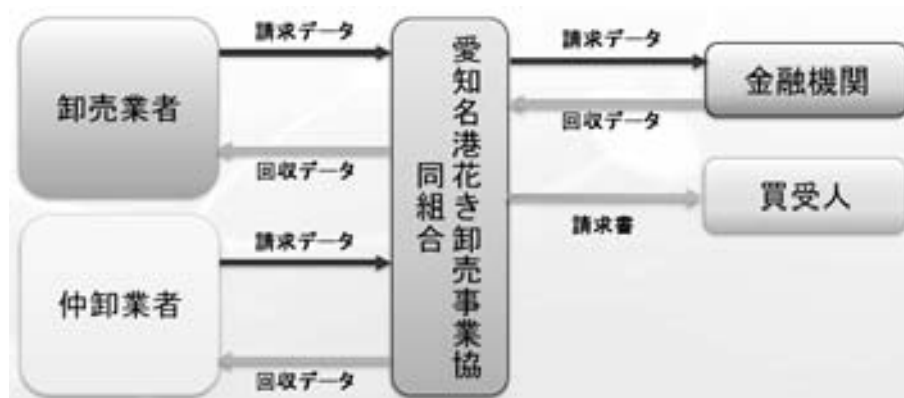 請求データ
請求データ
卸売業者
金融機関
回収データ
回収データ
愛知名港花き卸売事業協
同組合
買受人
請求書
請求データ
仲卸業者
回収データ